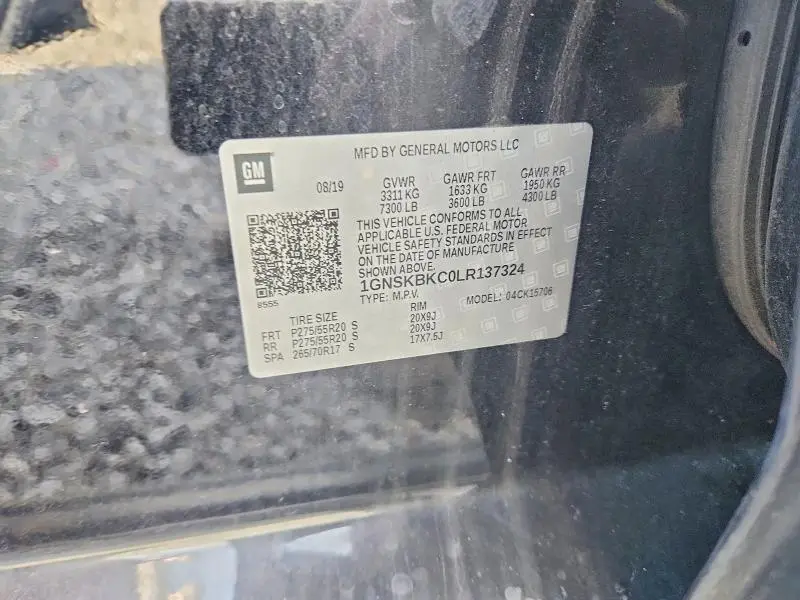 GM
MFD BY GENERAL MOTORS LLC
08/19 GVWR GAWR FRT GAWR RR
3311 KG 1633 KG 1950 KG
7300 LB 3600 LB 4300 LB
THIS VEHICLE CONFORMS TO ALL
APPLICABLE U.S. FEDERAL MOTOR
VEHICLE SAFETY STANDARDS IN EFFECT
ON THE DATE OF MANUFACTURE
SHOWN ABOVE.
1GNSKBKC0LR137324
TYPE: M.P.V. MODEL: 04CK15706
8555
TIRE SIZE RIM
FRT P275/55R20 S 20X9J
RR P275/55R20 S 20X9J
SPA 265/70R17 S 17X7.5J